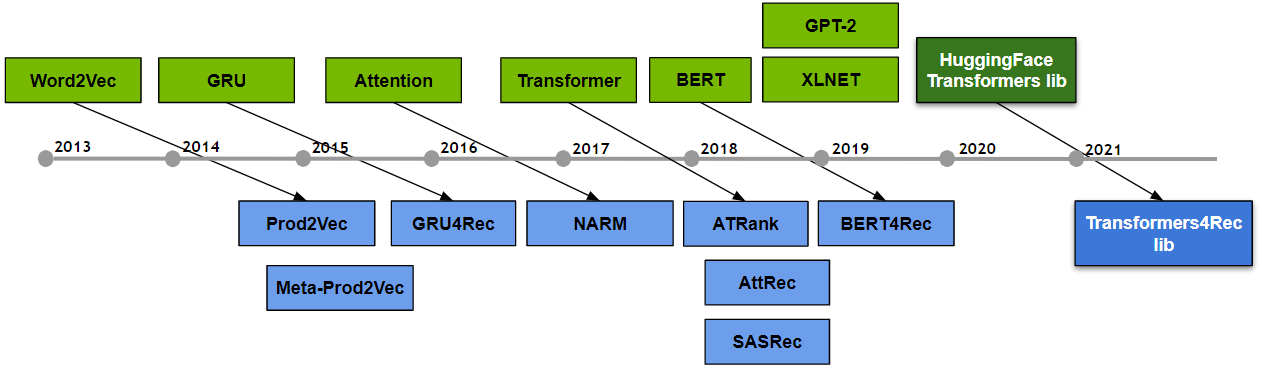 GPT-2
HuggingFace
Transformers lib
Word2Vec
GRU
Attention
Transformer
BERT
XLNET
2013
2014
2015
2016
2017
2018
2019
2020
2021
Prod2Vec
GRU4Rec
NARM
ATRank
BERT4Rec
Transformers4Rec
lib
Meta-Prod2Vec
AttRec
SASRec